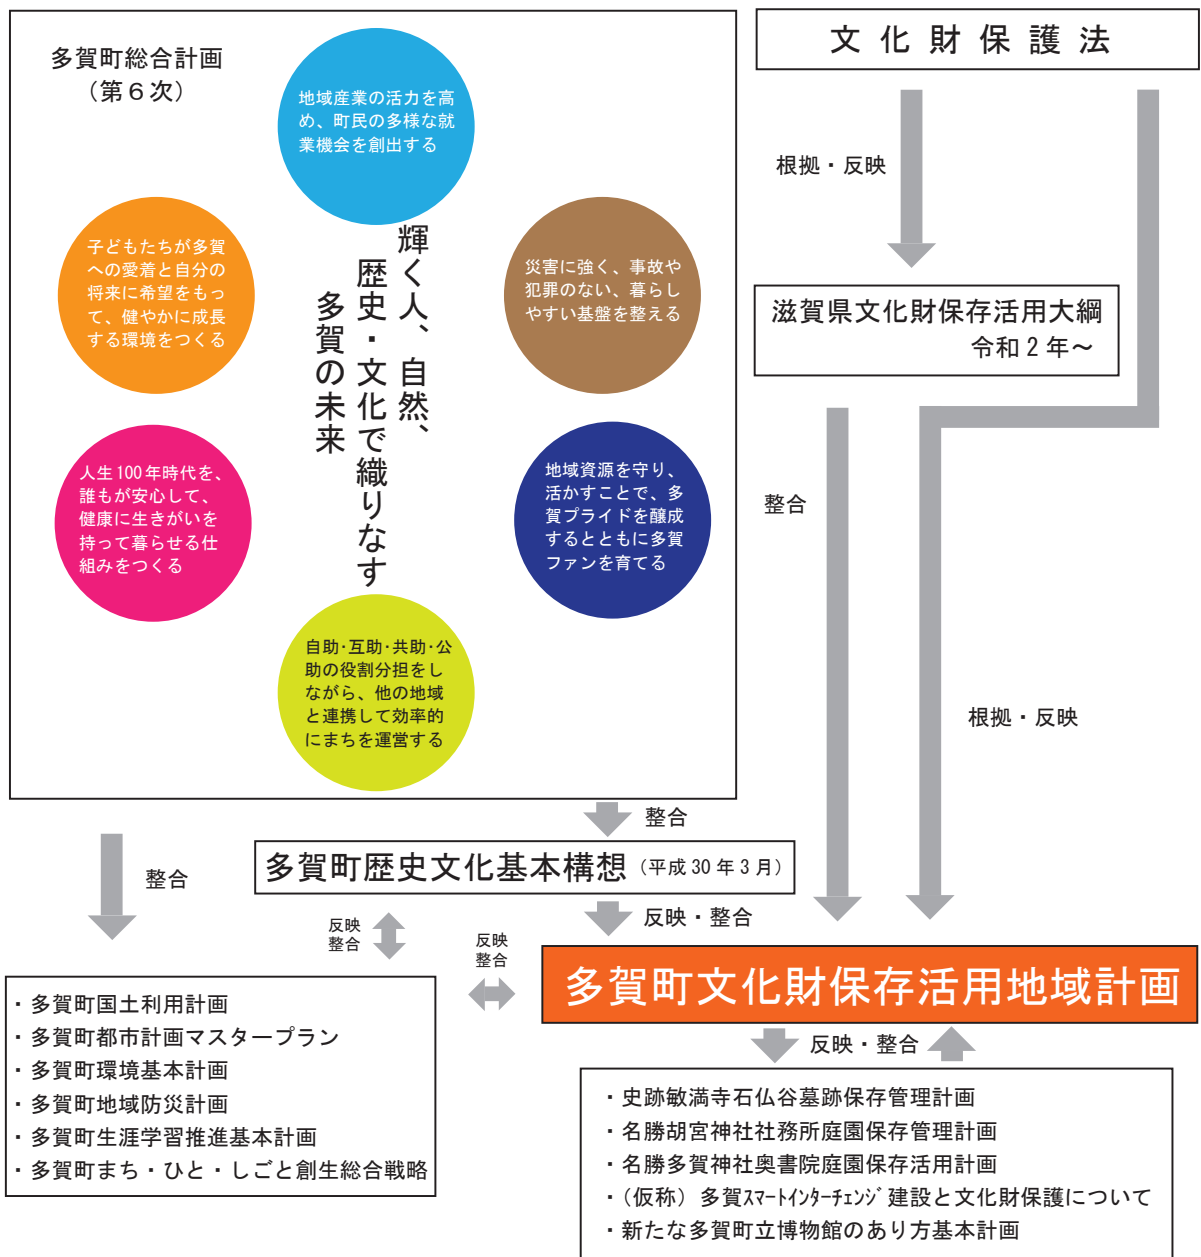 多賀町総合計画
（第６次）
地域産業の活力を高
め、町民の多様な就
業機会を創出する
子どもたちが多賀
への愛着と自分の
将来に希望をもっ
て、健やかに成長
する環境をつくる
災害に強く、事故や
犯罪のない、暮らし
やすい基盤を整える
輝く人、自然、
歴史・文化で織りなす
多賀の未来
人生100年時代を、
誰もが安心して、
健康に生きがいを
持って暮らせる仕
組みをつくる
地域資源を守り、
活かすことで、多
賀プライドを醸成
するとともに多賀
ファンを育てる
自助・互助・共助・公
助の役割分担をし
ながら、他の地域
と連携して効率的
にまちを運営する
文化財保護法
根拠・反映
滋賀県文化財保存活用大綱
令和２年～
整合
根拠・反映
整合
多賀町歴史文化基本構想（平成30年3月）
整合
反映
整合
反映・整合
反映
整合
多賀町文化財保存活用地域計画
反映・整合
・多賀町国土利用計画
・多賀町都市計画マスタープラン
・多賀町環境基本計画
・多賀町地域防災計画
・多賀町生涯学習推進基本計画
・多賀町まち・ひと・しごと創生総合戦略
・史跡敏満寺石仏谷墓跡保存管理計画
・名勝胡宮神社社務所庭園保存管理計画
・名勝多賀神社奥書院庭園保存活用計画
・（仮称）多賀ｽﾏｰﾄｲﾝﾀｰﾁｪﾝｼﾞ建設と文化財保護について
・新たな多賀町立博物館のあり方基本計画